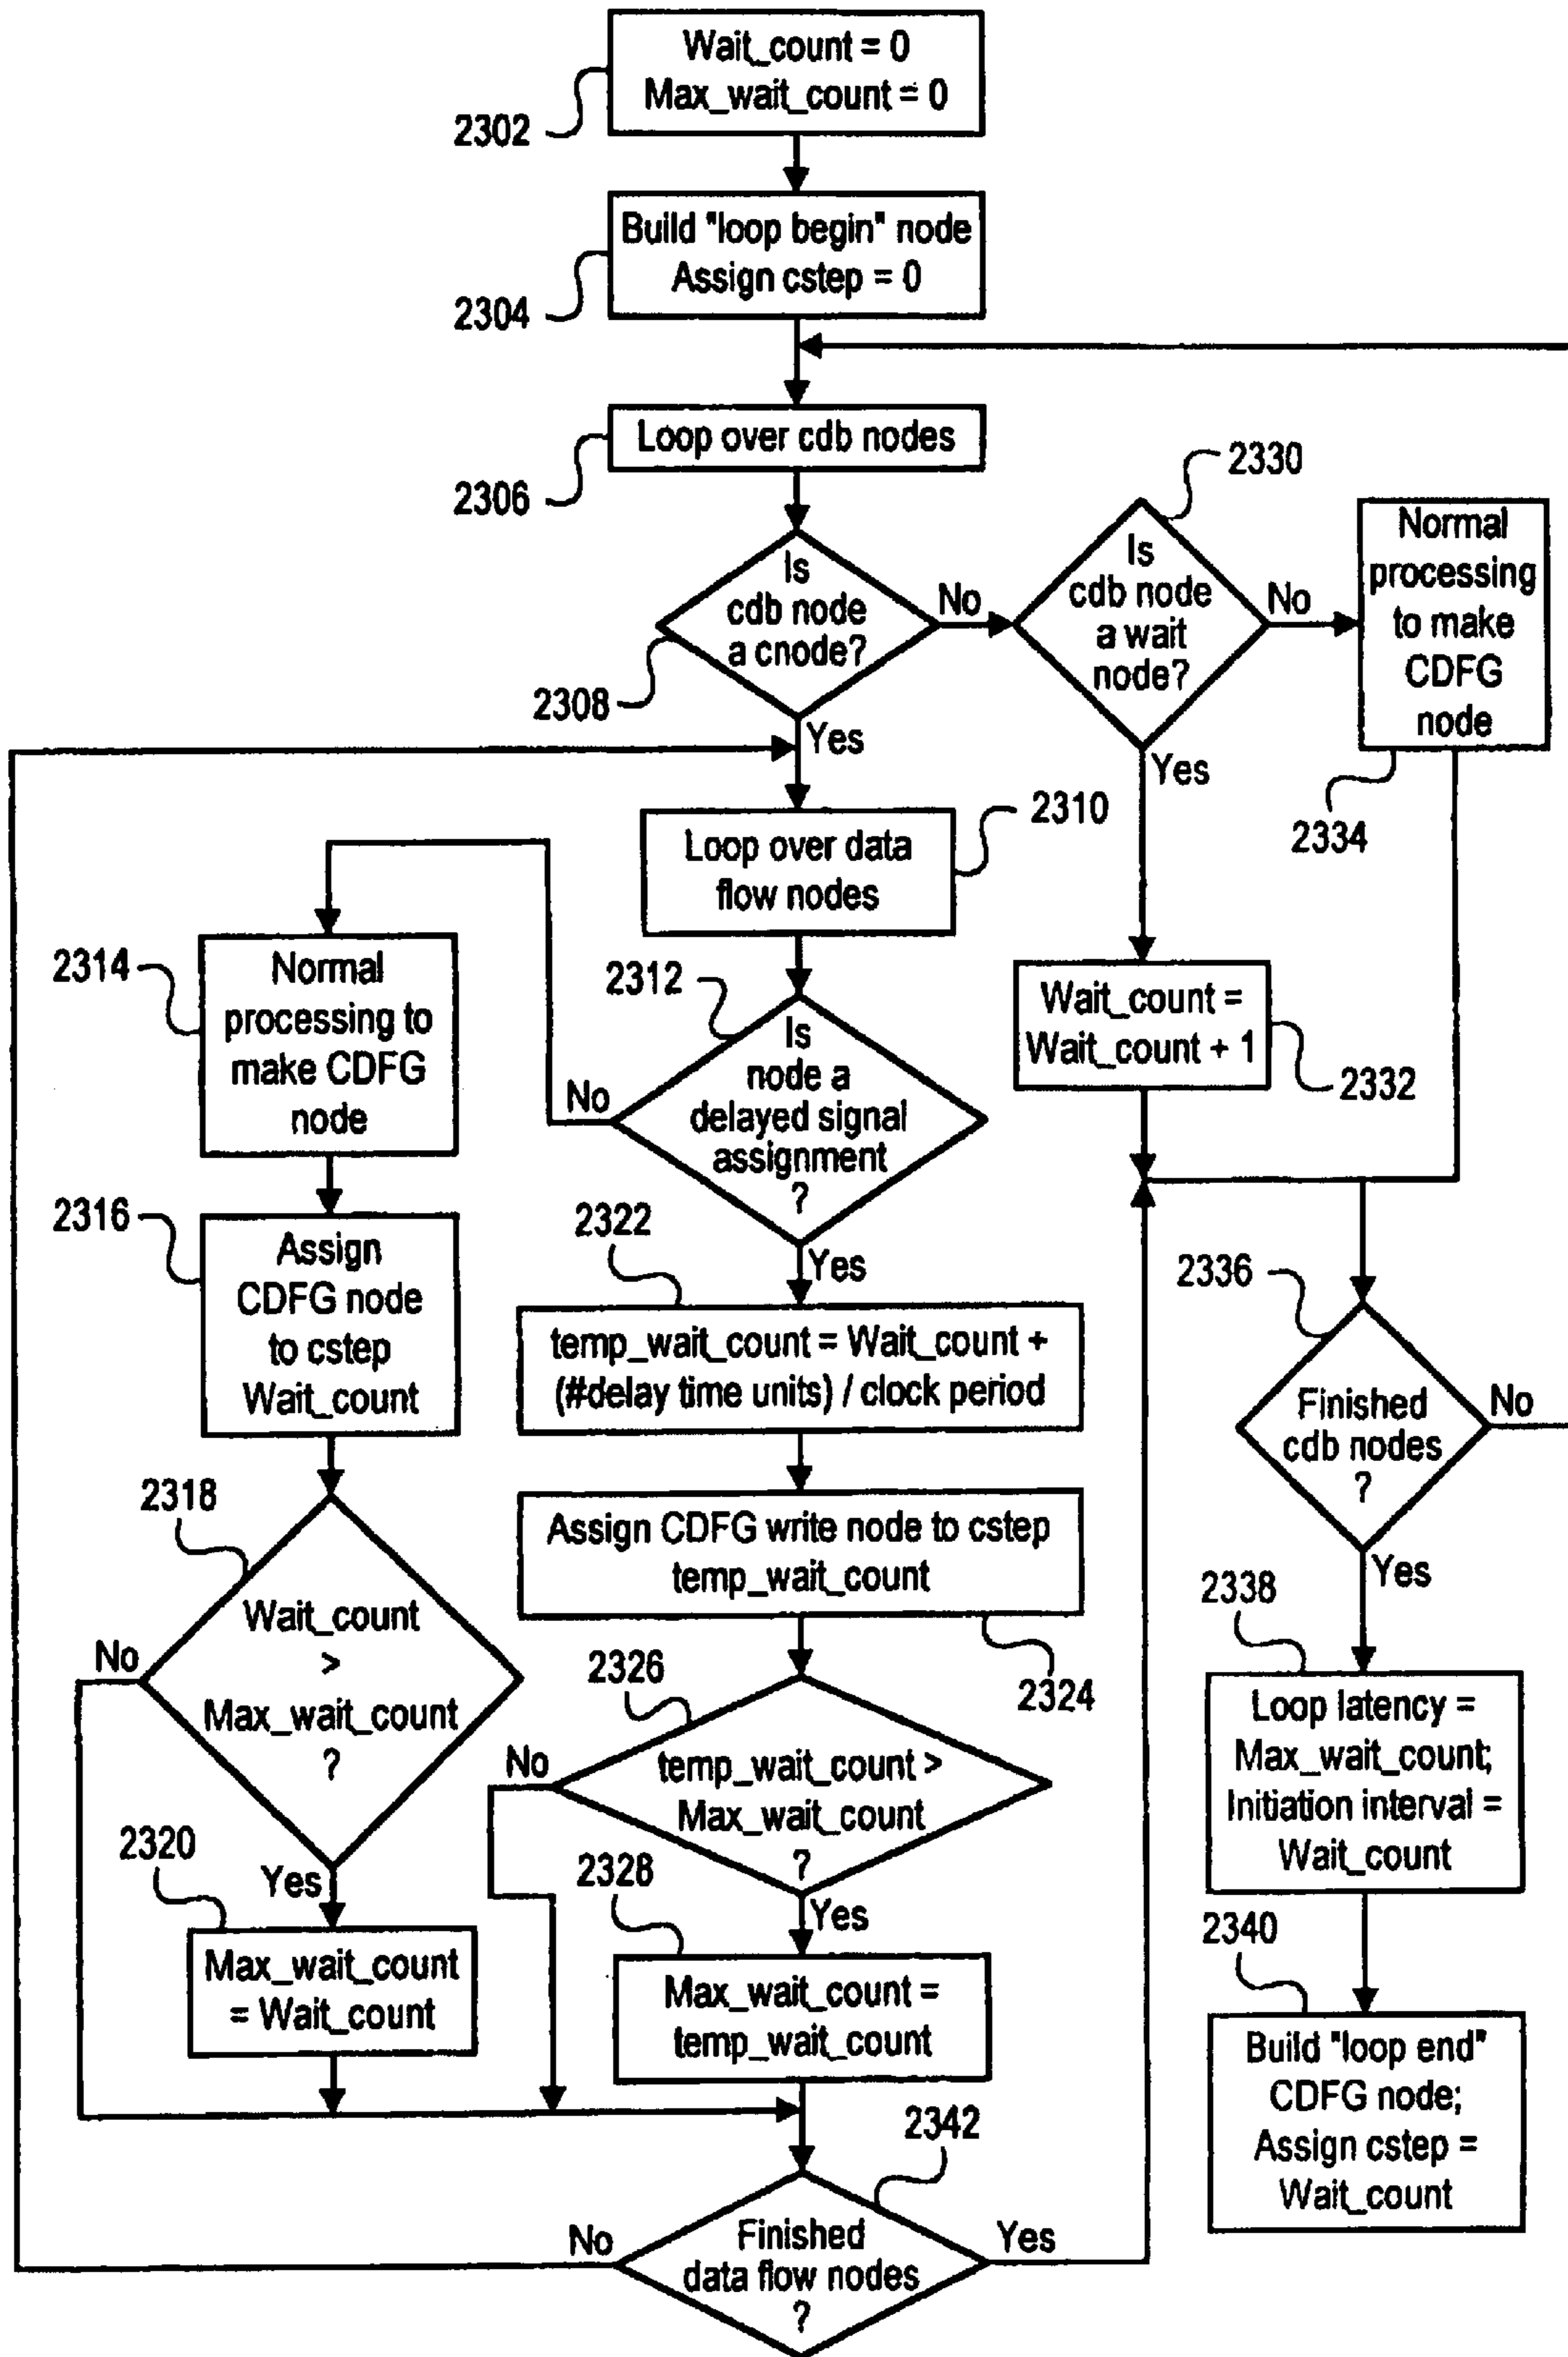 Wait_count = 0
Max_wait_count = 0
2302
Build "loop begin" node
Assign cstep = 0
2304
Loop over cdb nodes
2306
Is
cdb node
a cnode?
2308
No
Yes
2330
Is
cdb node
a wait
node?
No
Yes
Normal
processing
to make
CDFG
node
2334
Wait_count =
Wait_count + 1
2332
2310
Loop over data
flow nodes
2312
Is
node a
delayed signal
assignment
?
No
Yes
2314
Normal
processing to
make CDFG
node
2316
Assign
CDFG node
to cstep
Wait_count
2318
Wait_count
>
Max_wait_count
?
No
Yes
2320
Max_wait_count
= Wait_count
2322
temp_wait_count = Wait_count +
(#delay time units) / clock period
Assign CDFG write node to cstep
temp_wait_count
2324
2326
temp_wait_count >
Max_wait_count
?
No
Yes
2328
Max_wait_count =
temp_wait_count
2342
Finished
data flow nodes
?
No
Yes
2336
Finished
cdb nodes
?
No
Yes
2338
Loop latency =
Max_wait_count;
Initiation interval =
Wait_count
2340
Build "loop end"
CDFG node;
Assign cstep =
Wait_count